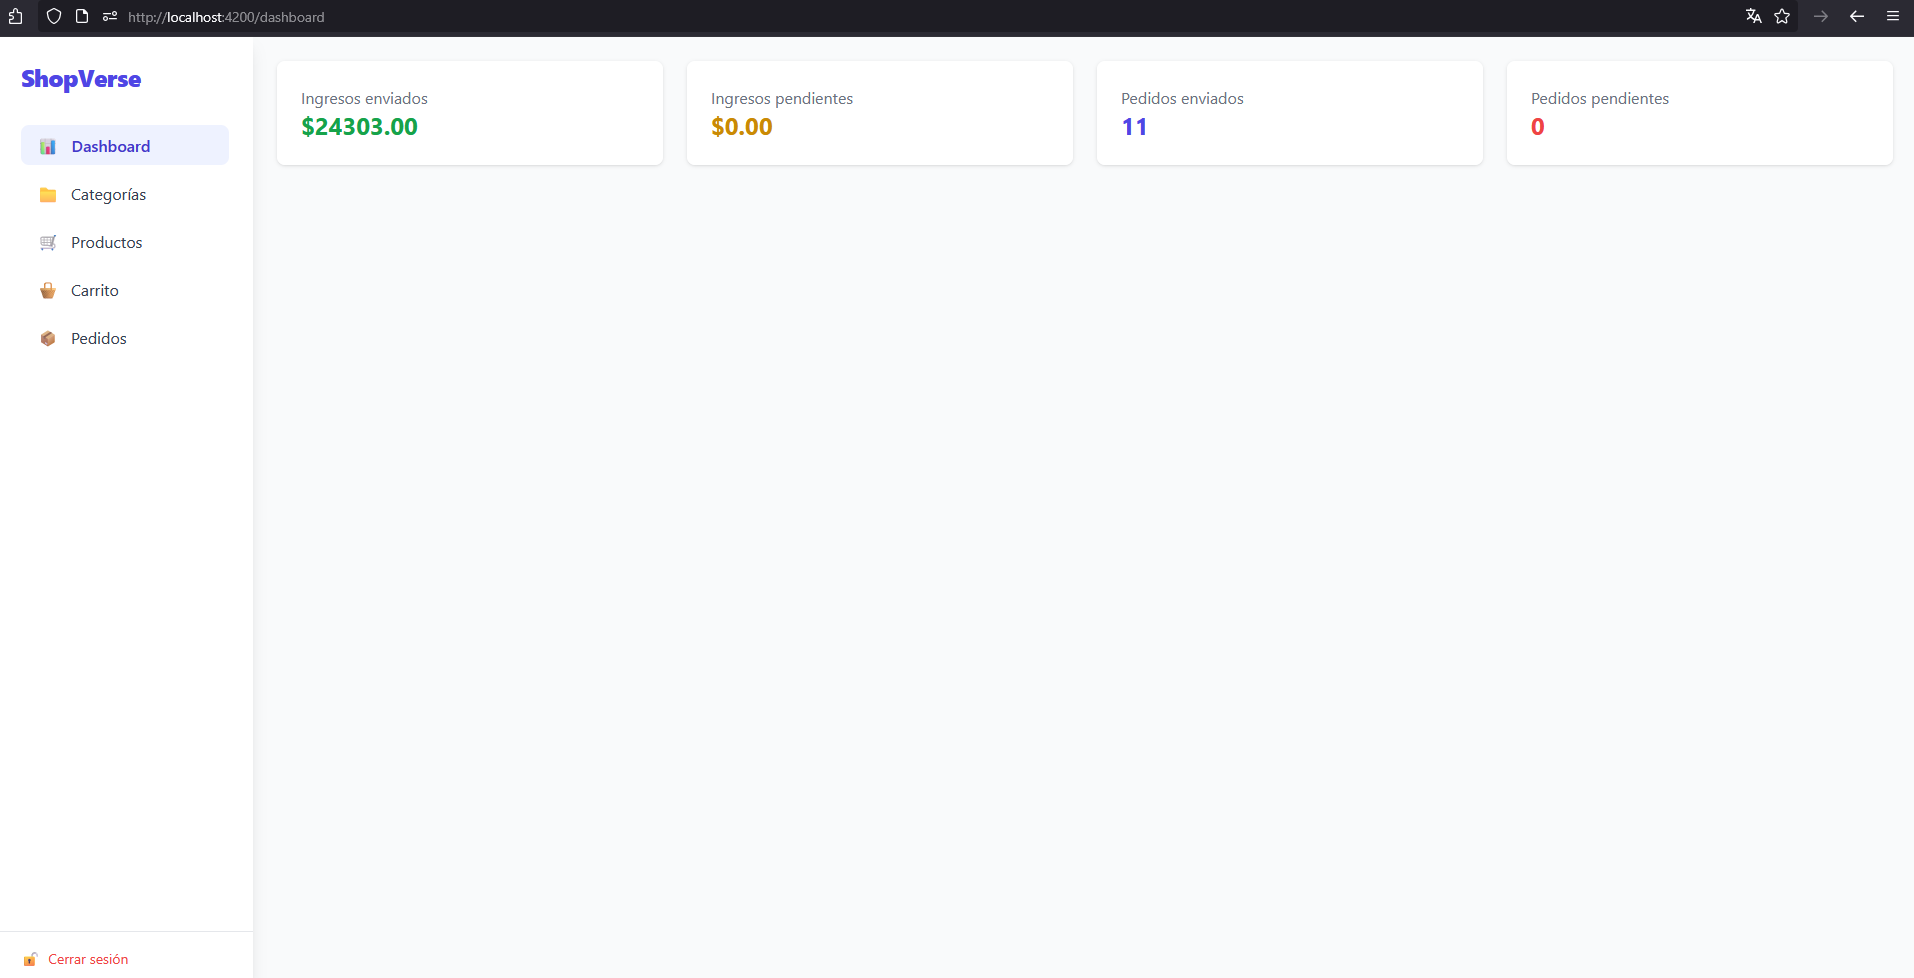 http://localhost:4200/dashboard
ShopVerse
Dashboard
Categorías
Productos
Carrito
Pedidos
Cerrar sesión
Ingresos enviados
$24303.00
Ingresos pendientes
$0.00
Pedidos enviados
11
Pedidos pendientes
0